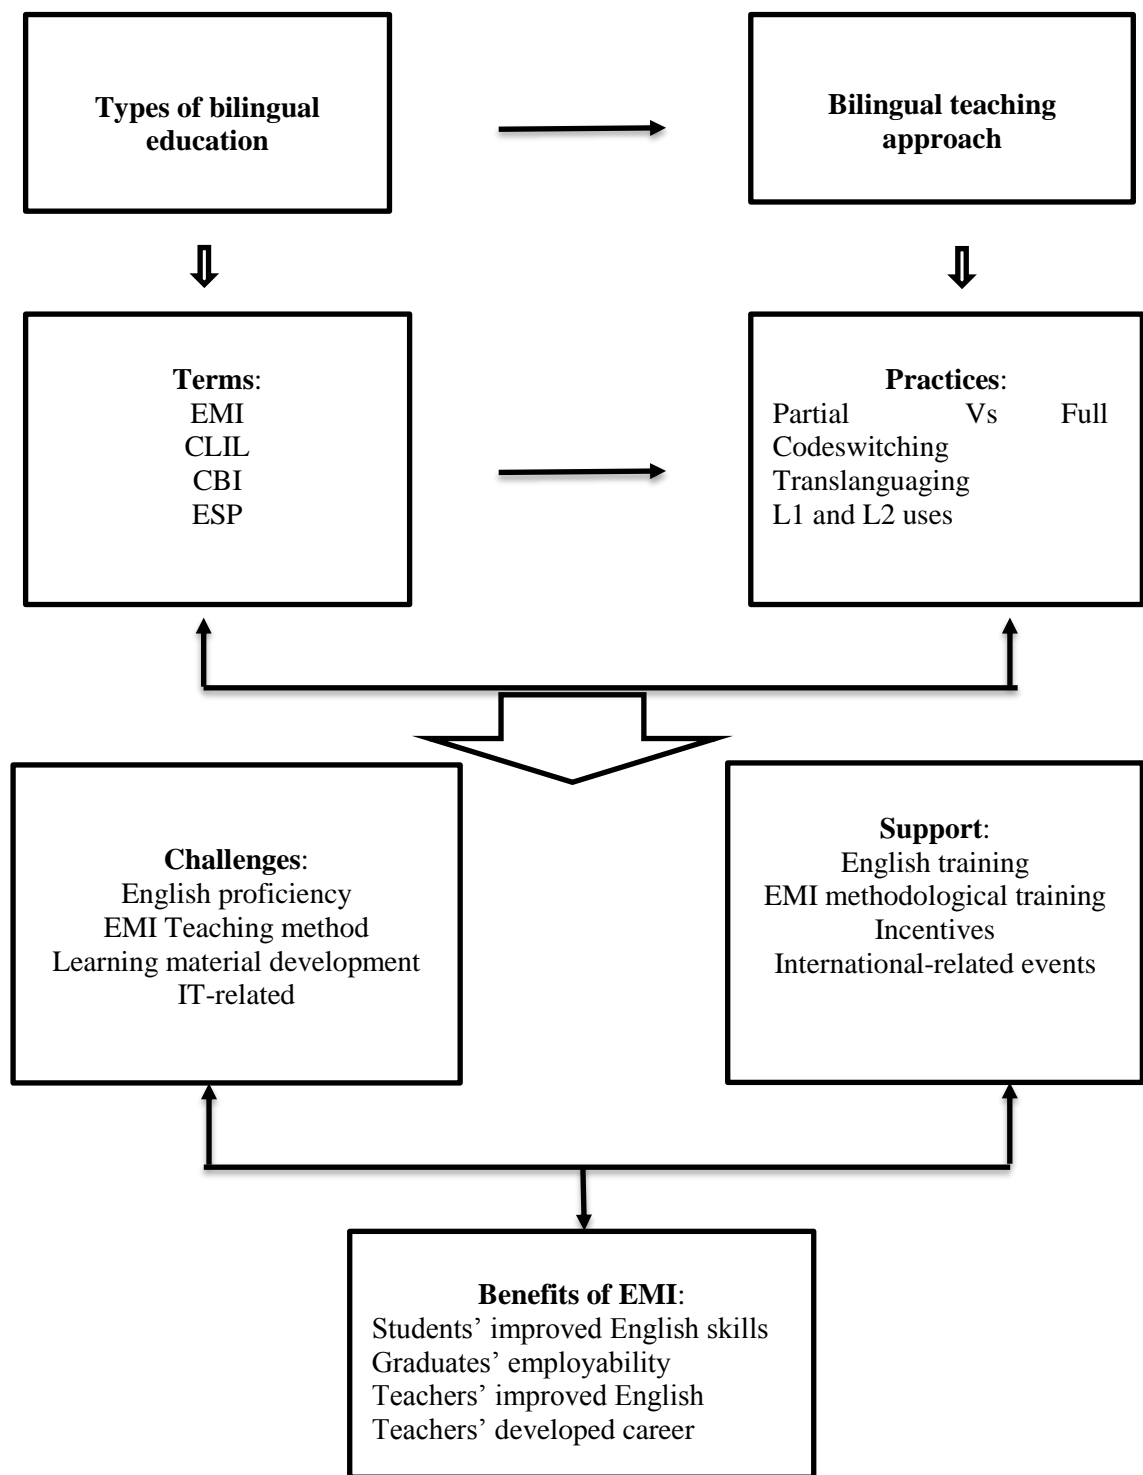 Types of bilingual
education
Bilingual teaching
approach
Terms:
EMI
CLIL
CBI
ESP
Practices:
Partial Vs Full
Codeswitching
Translanguaging
L1 and L2 uses
Challenges:
English proficiency
EMI Teaching method
Learning material development
IT-related
Support:
English training
EMI methodological training
Incentives
International-related events
Benefits of EMI:
Students’ improved English skills
Graduates’ employability
Teachers’ improved English
Teachers’ developed career